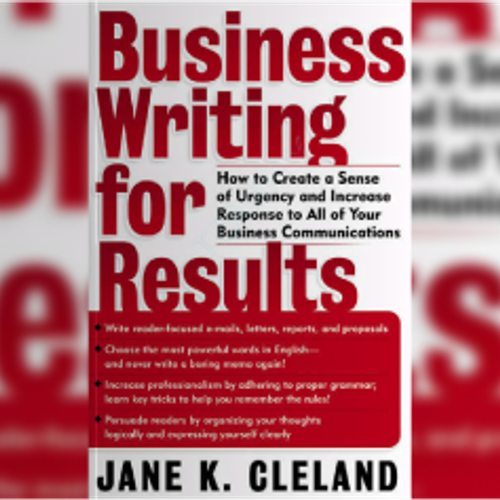 Business
Writing
for
Results
How to Create a Sense
of Urgency and Increase
Response to All of Your
Business Communications
Write reader-focused e-mails, letters, reports, and proposals
Choose the most powerful words in English—
and never write a boring memo again!
Increase professionalism by adhering to proper grammar;
learn key tricks to help you remember the rules!
Persuade readers by organizing your thoughts
logically and expressing yourself clearly
JANE K. CLELAND